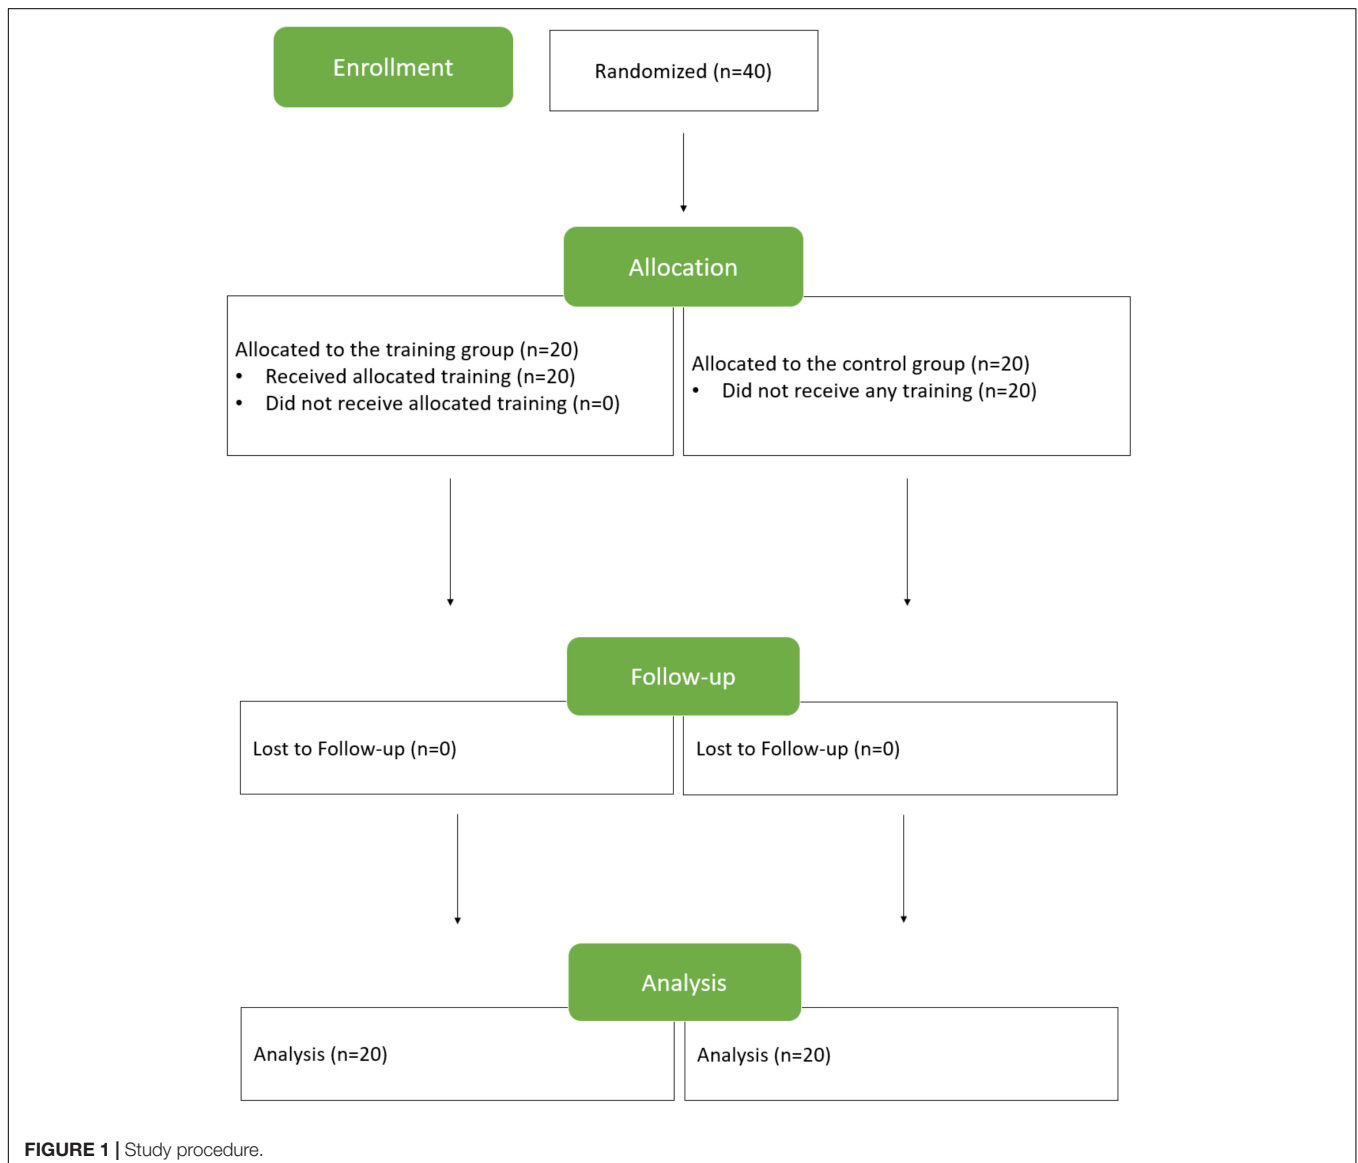 Enrollment
Randomized (n=40)
Allocation
Allocated to the training group (n=20)
• Received allocated training (n=20)
• Did not receive allocated training (n=0)
Allocated to the control group (n=20)
• Did not receive any training (n=20)
Follow-up
Lost to Follow-up (n=0)
Lost to Follow-up (n=0)
Analysis
Analysis (n=20)
Analysis (n=20)
FIGURE 1 | Study procedure.